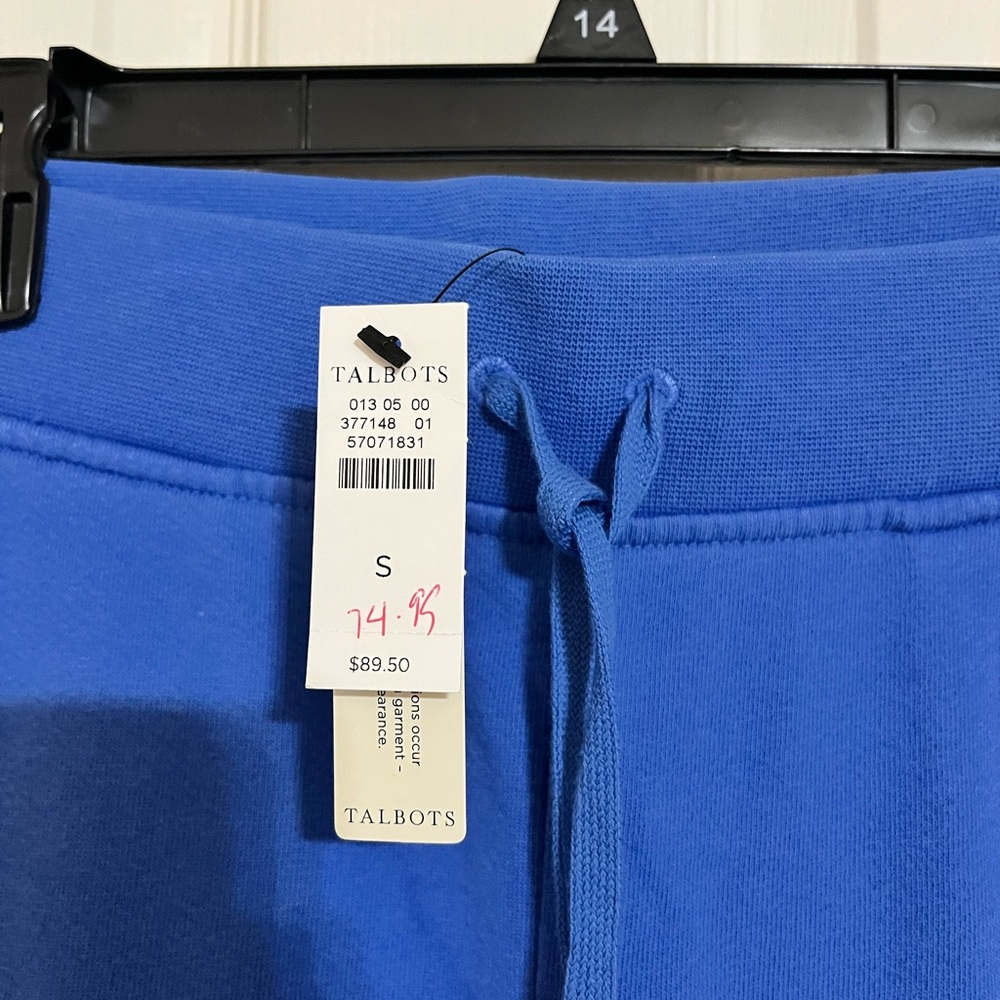 14
TALBOTS
013 05 00
377148 01
57071831
S
74.95
$89.50
ions occur
garment -
earance.
TALBOTS